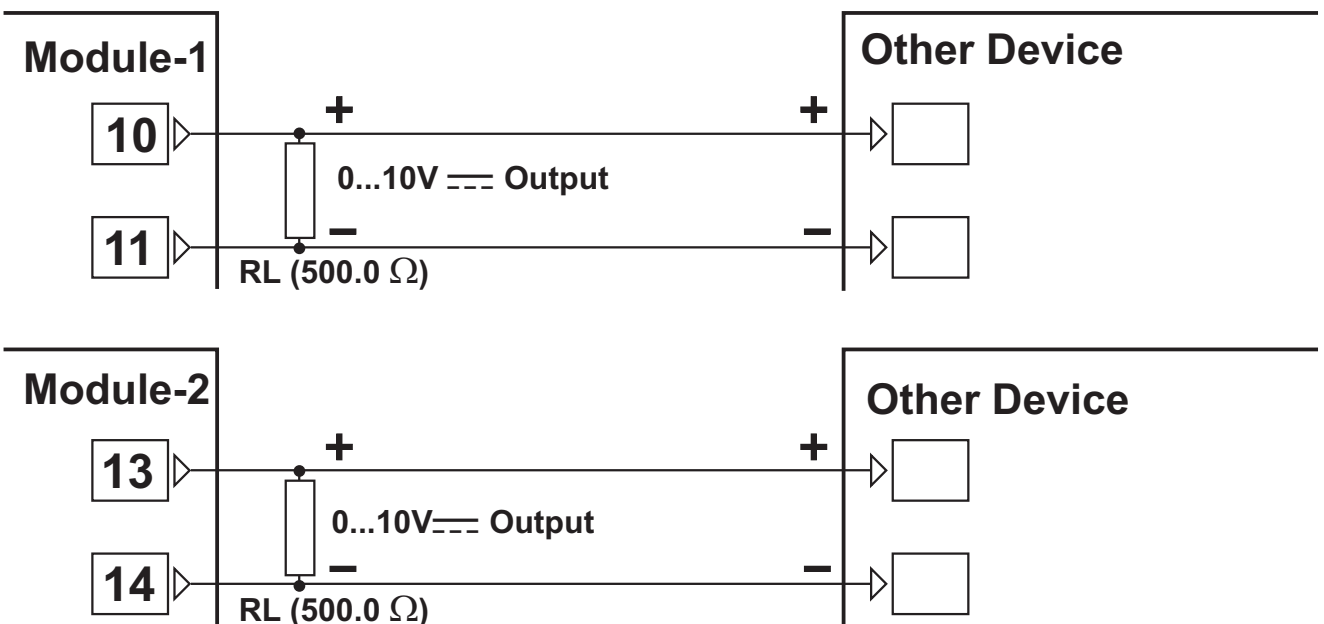 Module-1
Other Device
+
+
10
0...10V ⎓ Output
−
−
11
RL (500.0 Ω)
Module-2
Other Device
+
+
13
0...10V⎓ Output
−
−
14
RL (500.0 Ω)